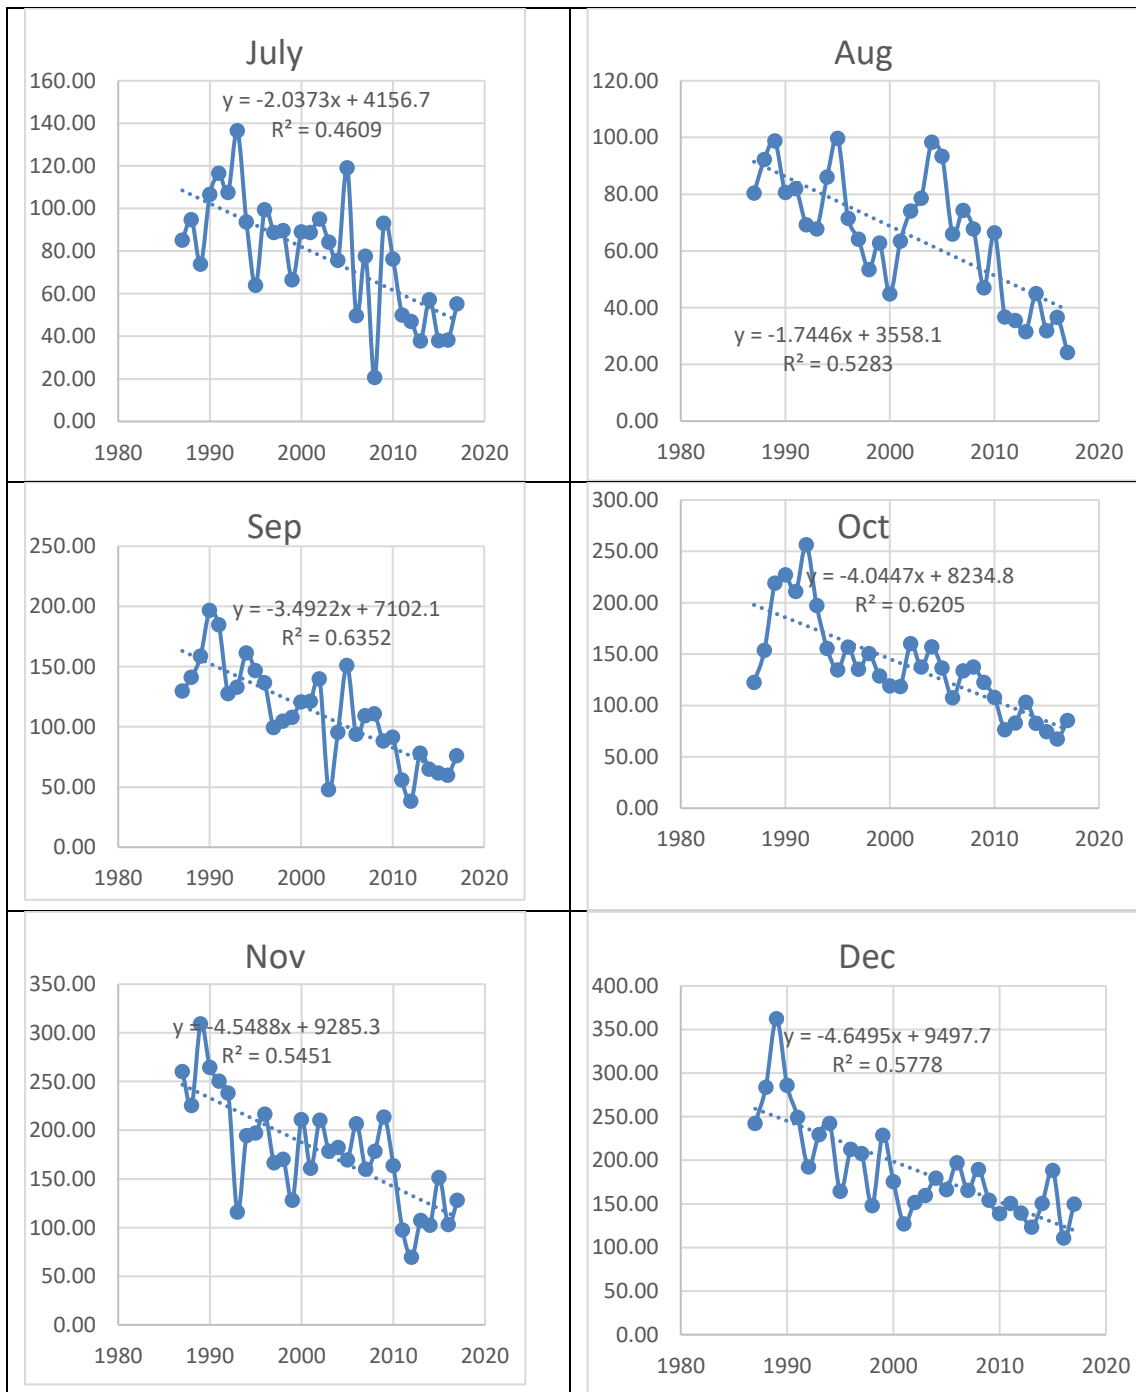 July
160.00
140.00
120.00
100.00
80.00
60.00
40.00
20.00
0.00
y = -2.0373x + 4156.7
R² = 0.4609
1980 1990 2000 2010 2020
Aug
120.00
100.00
80.00
60.00
40.00
20.00
0.00
y = -1.7446x + 3558.1
R² = 0.5283
1980 1990 2000 2010 2020
Sep
250.00
200.00
150.00
100.00
50.00
0.00
y = -3.4922x + 7102.1
R² = 0.6352
1980 1990 2000 2010 2020
Oct
300.00
250.00
200.00
150.00
100.00
50.00
0.00
y = -4.0447x + 8234.8
R² = 0.6205
1980 1990 2000 2010 2020
Nov
350.00
300.00
250.00
200.00
150.00
100.00
50.00
0.00
y = -4.5488x + 9285.3
R² = 0.5451
1980 1990 2000 2010 2020
Dec
400.00
350.00
300.00
250.00
200.00
150.00
100.00
50.00
0.00
y = -4.6495x + 9497.7
R² = 0.5778
1980 1990 2000 2010 2020